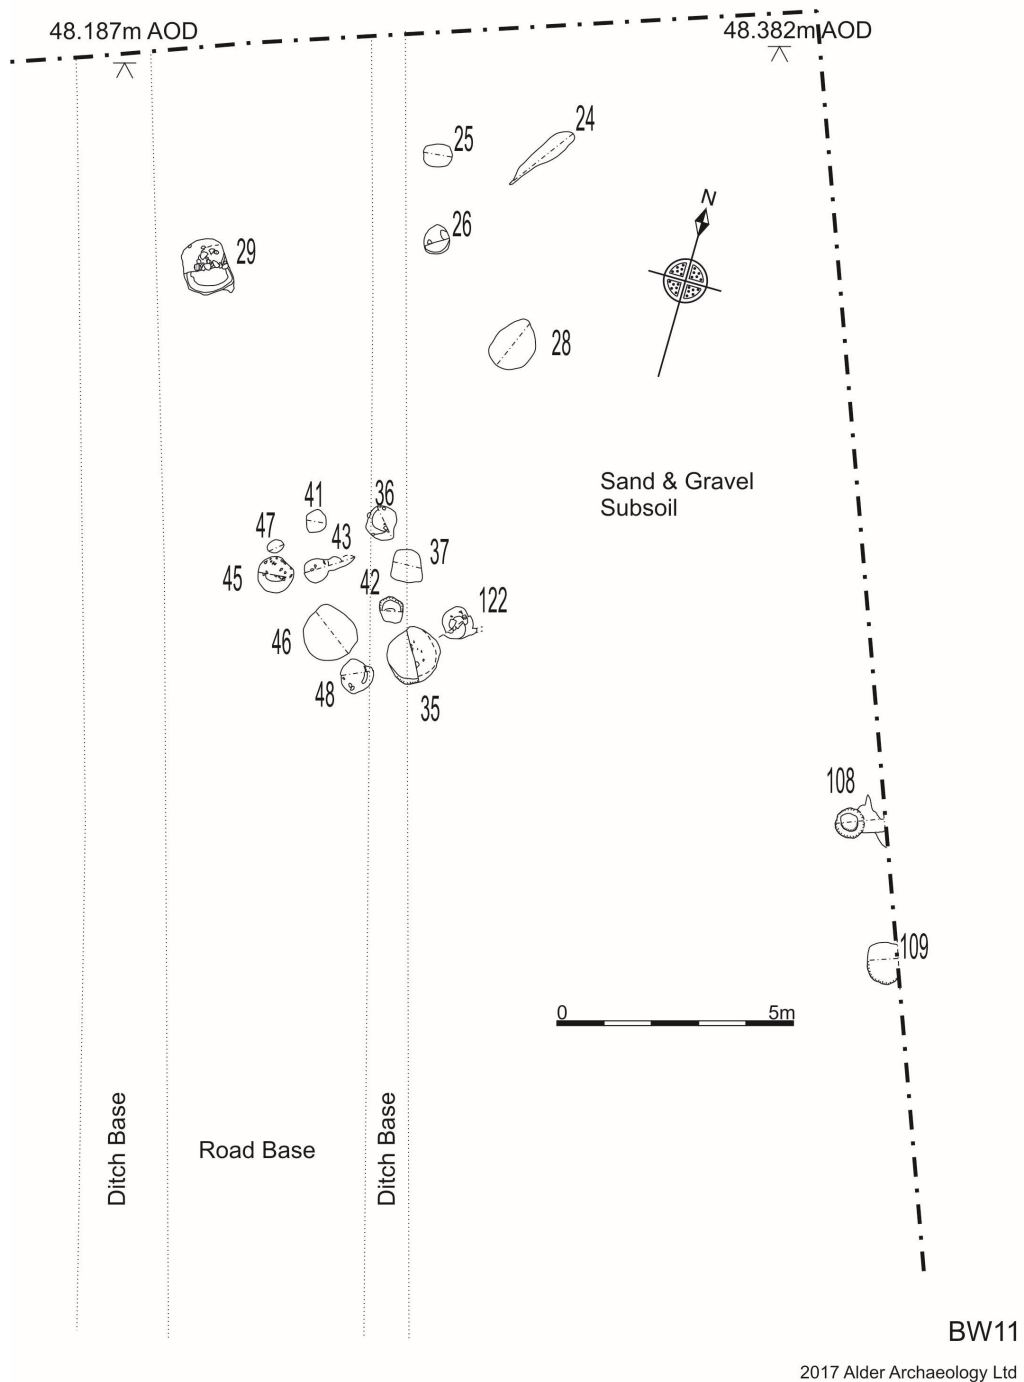 48.187m AOD
48.382m AOD
24
25
26
N
29
28
Sand & Gravel
Subsoil
41
36
47
43
37
45
42
122
46
48
35
108
109
0 5m
Ditch Base
Road Base
Ditch Base
BW11
2017 Alder Archaeology Ltd